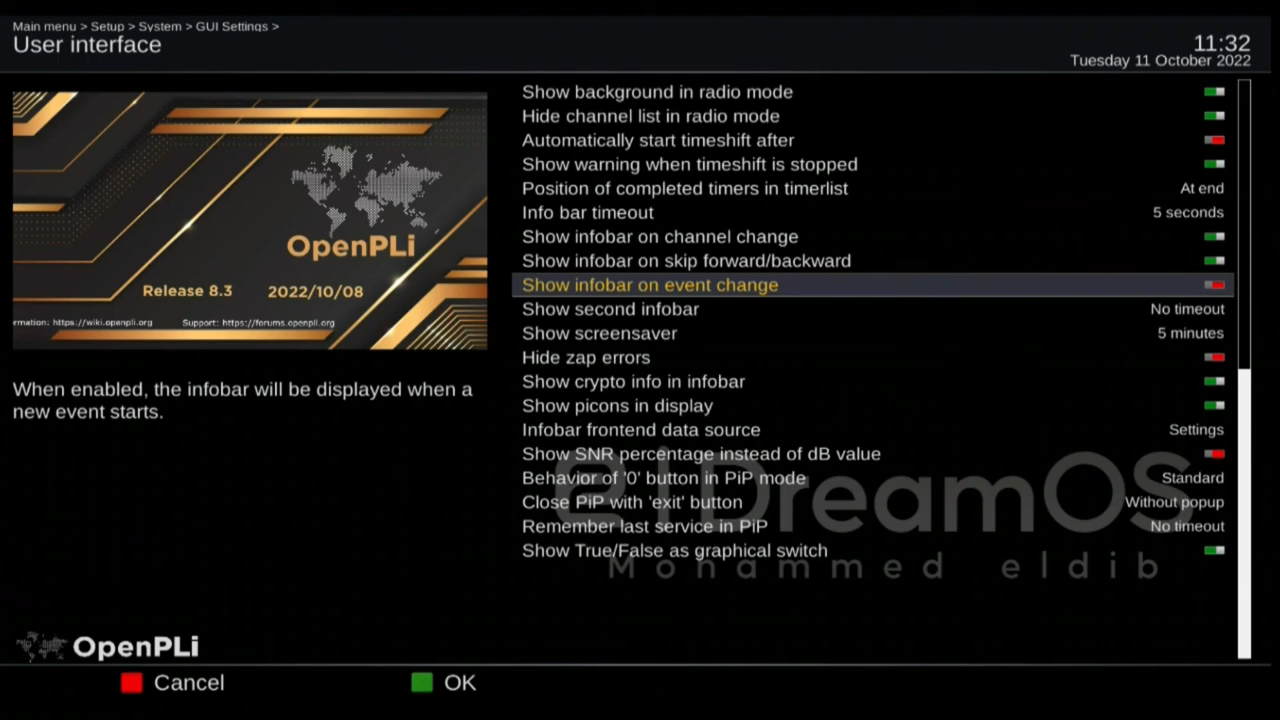 Main menu > Setup > System > GUI Settings >
User interface
11:32
Tuesday 11 October 2022
OpenPLi
Release 8.3 2022/10/08
rmation: https://wiki.openpli.org Support: https://forums.openpli.org
When enabled, the infobar will be displayed when a
new event starts.
Show background in radio mode
Hide channel list in radio mode
Automatically start timeshift after
Show warning when timeshift is stopped
Position of completed timers in timerlist At end
Info bar timeout 5 seconds
Show infobar on channel change
Show infobar on skip forward/backward
Show infobar on event change
Show second infobar No timeout
Show screensaver 5 minutes
Hide zap errors
Show crypto info in infobar
Show picons in display
Infobar frontend data source Settings
Show SNR percentage instead of dB value
Behavior of '0' button in PiP mode Standard
Close PiP with 'exit' button Without popup
Remember last service in PiP No timeout
Show True/False as graphical switch
DreamOS
Mohammed eldib
OpenPLi
Cancel OK